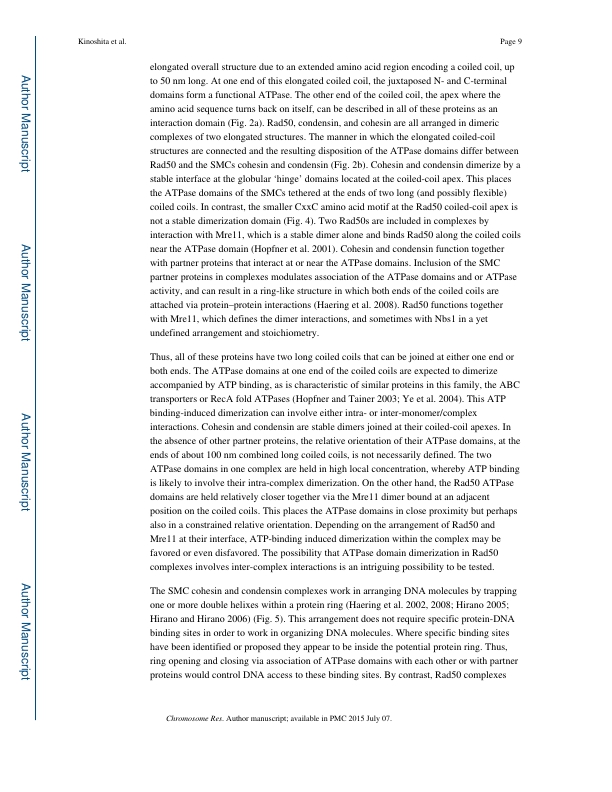 Kinoshita et al.
Page 9
elongated overall structure due to an extended amino acid region encoding a coiled coil, up
to 50 nm long. At one end of this elongated coiled coil, the juxtaposed N- and C-terminal
domains form a functional ATPase. The other end of the coiled coil, the apex where the
amino acid sequence turns back on itself, can be described in all of these proteins as an
interaction domain (Fig. 2a). Rad50, condensin, and cohesin are all arranged in dimeric
complexes of two elongated structures. The manner in which the elongated coiled-coil
structures are connected and the resulting disposition of the ATPase domains differ between
Rad50 and the SMCs cohesin and condensin (Fig. 2b). Cohesin and condensin dimerize by a
stable interface at the globular ‘hinge’ domains located at the coiled-coil apex. This places
the ATPase domains of the SMCs tethered at the ends of two long (and possibly flexible)
coiled coils. In contrast, the smaller CxxC amino acid motif at the Rad50 coiled-coil apex is
not a stable dimerization domain (Fig. 4). Two Rad50s are included in complexes by
interaction with Mre11, which is a stable dimer alone and binds Rad50 along the coiled coils
near the ATPase domain (Hopfner et al. 2001). Cohesin and condensin function together
with partner proteins that interact at or near the ATPase domains. Inclusion of the SMC
partner proteins in complexes modulates association of the ATPase domains and or ATPase
activity, and can result in a ring-like structure in which both ends of the coiled coils are
attached via protein–protein interactions (Haering et al. 2008). Rad50 functions together
with Mre11, which defines the dimer interactions, and sometimes with Nbs1 in a yet
undefined arrangement and stoichiometry.
Thus, all of these proteins have two long coiled coils that can be joined at either one end or
both ends. The ATPase domains at one end of the coiled coils are expected to dimerize
accompanied by ATP binding, as is characteristic of similar proteins in this family, the ABC
transporters or RecA fold ATPases (Hopfner and Tainer 2003; Ye et al. 2004). This ATP
binding-induced dimerization can involve either intra- or inter-monomer/complex
interactions. Cohesin and condensin are stable dimers joined at their coiled-coil apexes. In
the absence of other partner proteins, the relative orientation of their ATPase domains, at the
ends of about 100 nm combined long coiled coils, is not necessarily defined. The two
ATPase domains in one complex are held in high local concentration, whereby ATP binding
is likely to involve their intra-complex dimerization. On the other hand, the Rad50 ATPase
domains are held relatively closer together via the Mre11 dimer bound at an adjacent
position on the coiled coils. This places the ATPase domains in close proximity but perhaps
also in a constrained relative orientation. Depending on the arrangement of Rad50 and
Mre11 at their interface, ATP-binding induced dimerization within the complex may be
favored or even disfavored. The possibility that ATPase domain dimerization in Rad50
complexes involves inter-complex interactions is an intriguing possibility to be tested.
The SMC cohesin and condensin complexes work in arranging DNA molecules by trapping
one or more double helixes within a protein ring (Haering et al. 2002, 2008; Hirano 2005;
Hirano and Hirano 2006) (Fig. 5). This arrangement does not require specific protein-DNA
binding sites in order to work in organizing DNA molecules. Where specific binding sites
have been identified or proposed they appear to be inside the potential protein ring. Thus,
ring opening and closing via association of ATPase domains with each other or with partner
proteins would control DNA access to these binding sites. By contrast, Rad50 complexes
Chromosome Res. Author manuscript; available in PMC 2015 July 07.
Author Manuscript
Author Manuscript
Author Manuscript
Author Manuscript